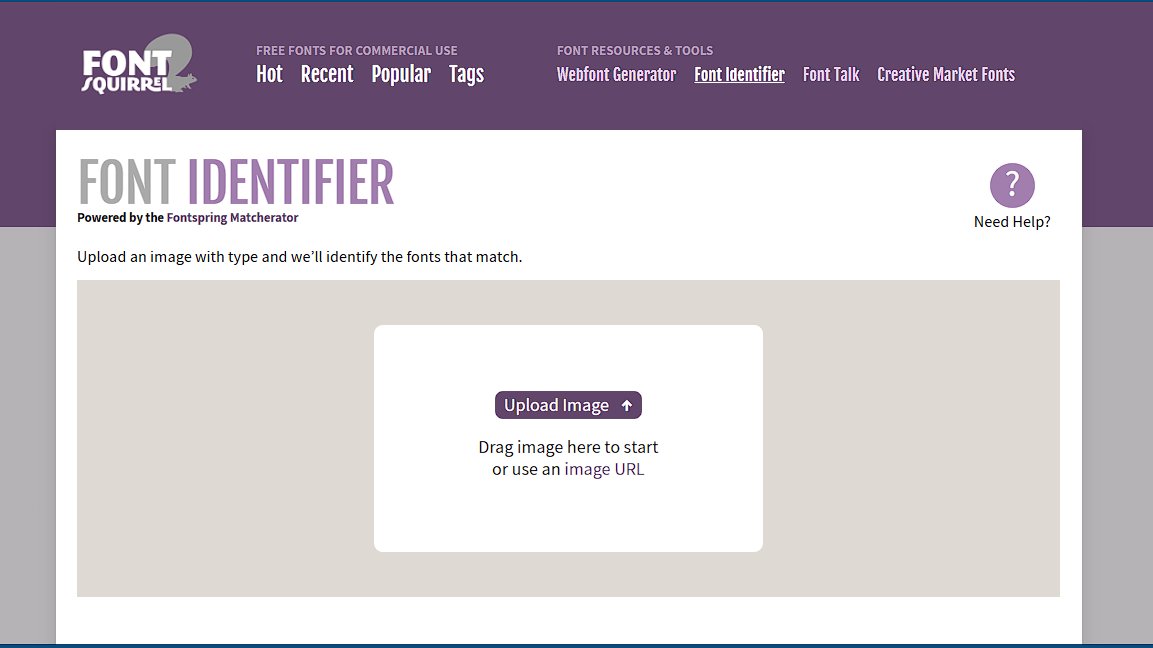 FONT SQUIRREL
FREE FONTS FOR COMMERCIAL USE
Hot Recent Popular Tags
FONT RESOURCES & TOOLS
Webfont Generator Font Identifier Font Talk Creative Market Fonts
FONT IDENTIFIER
Powered by the Fontspring Matcherator
?
Need Help?
Upload an image with type and we’ll identify the fonts that match.
Upload Image
Drag image here to start
or use an image URL